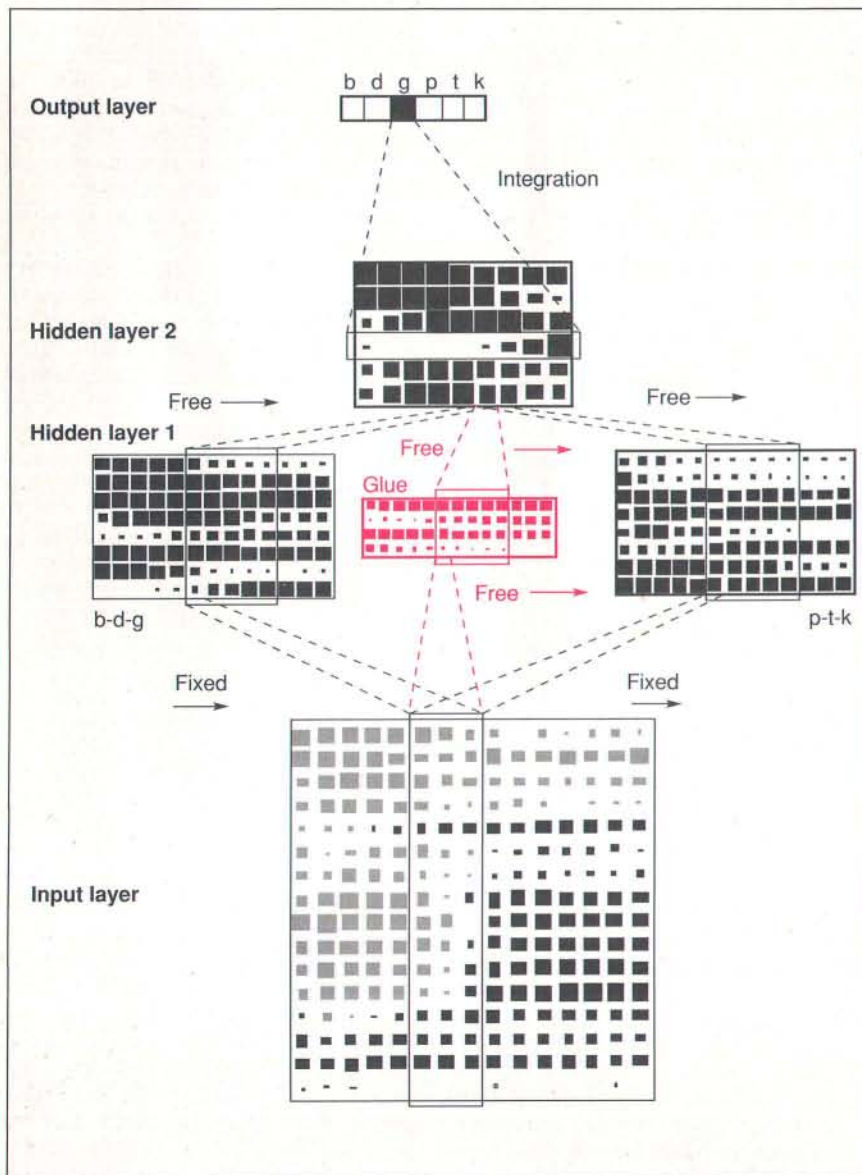 b d g p t k
Output layer
Integration
Hidden layer 2
Free
Free
Hidden layer 1
Free
Glue
Free
b-d-g
p-t-k
Fixed
Fixed
Input layer